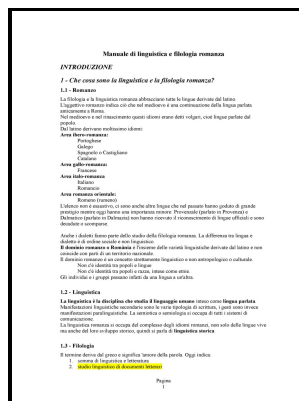 Manuale di linguistica e filologia romanza
INTRODUZIONE
1 - Che cosa sono la linguistica e la filologia romanza?
1.1 - Romanzo
La filologia e la linguistica romanza abbracciano tutte le lingue derivate dal latino.
L'aggettivo romanzo indica ciò che nel medioevo è una continuazione della lingua parlata
anticamente a Roma.
Nel medioevo e nel rinascimento questi idiomi erano detti volgari, cioè lingue parlate dal
popolo.
Dal latino derivano moltissimo idiomi:
Area ibero-romanza:
Portoghese
Galego
Spagnolo o Castigliano
Catalano
Area gallo-romanza:
Francese
Area italo-romanza
Italiano
Romancio
Area romanza orientale:
Romeno (rumeno)
L'elenco non è esaustivo, ci sono anche altre lingue che nel passato hanno goduto di grande
prestigio mentre oggi hanno una importanza minore. Provenzale (parlato in Provenza) e
Dalmatico (parlato in Dalmazia) non hanno ricevuto il riconoscimento di lingue ufficiali e sono
decadute o scomparse.
Anche i dialetti fanno parte dello studio della filologia romanza. La differenza tra lingua e
dialetto è di ordine sociale e non linguistico.
Il dominio romanzo o Romània è l'insieme delle varietà linguistiche derivate dal latino e non
coincide con parti di un territorio nazionale.
Il dominio romanzo è un concetto strettamente linguistico e non antropologico o culturale.
Non c'è identità tra popoli e lingue
Non c'è identità tra popoli e razza, intesa come etnia.
Gli individui e i gruppi passano infatti da una lingua a un'altra.
1.2 - Linguistica
La linguistica è la disciplina che studia il linguaggio umano inteso come lingua parlata.
Manifestazioni linguistiche secondarie sono la varie tipologia di scrittura, i gesti sono invece
manifestazioni paralinguistiche. La semiotica o semiologia si occupa di tutti i sistemi di
comunicazione.
La linguistica romanza si occupa del complesso degli idiomi romanzi, non solo delle lingue vive
ma anche del loro sviluppo storico, quindi si parla di linguistica storica
1.3 - Filologia
Il termine deriva dal greco e significa 'amore della parola. Oggi indica:
1. somma di linguistica e letteratura
2. studio linguistico di documenti letterari
Pagina
1